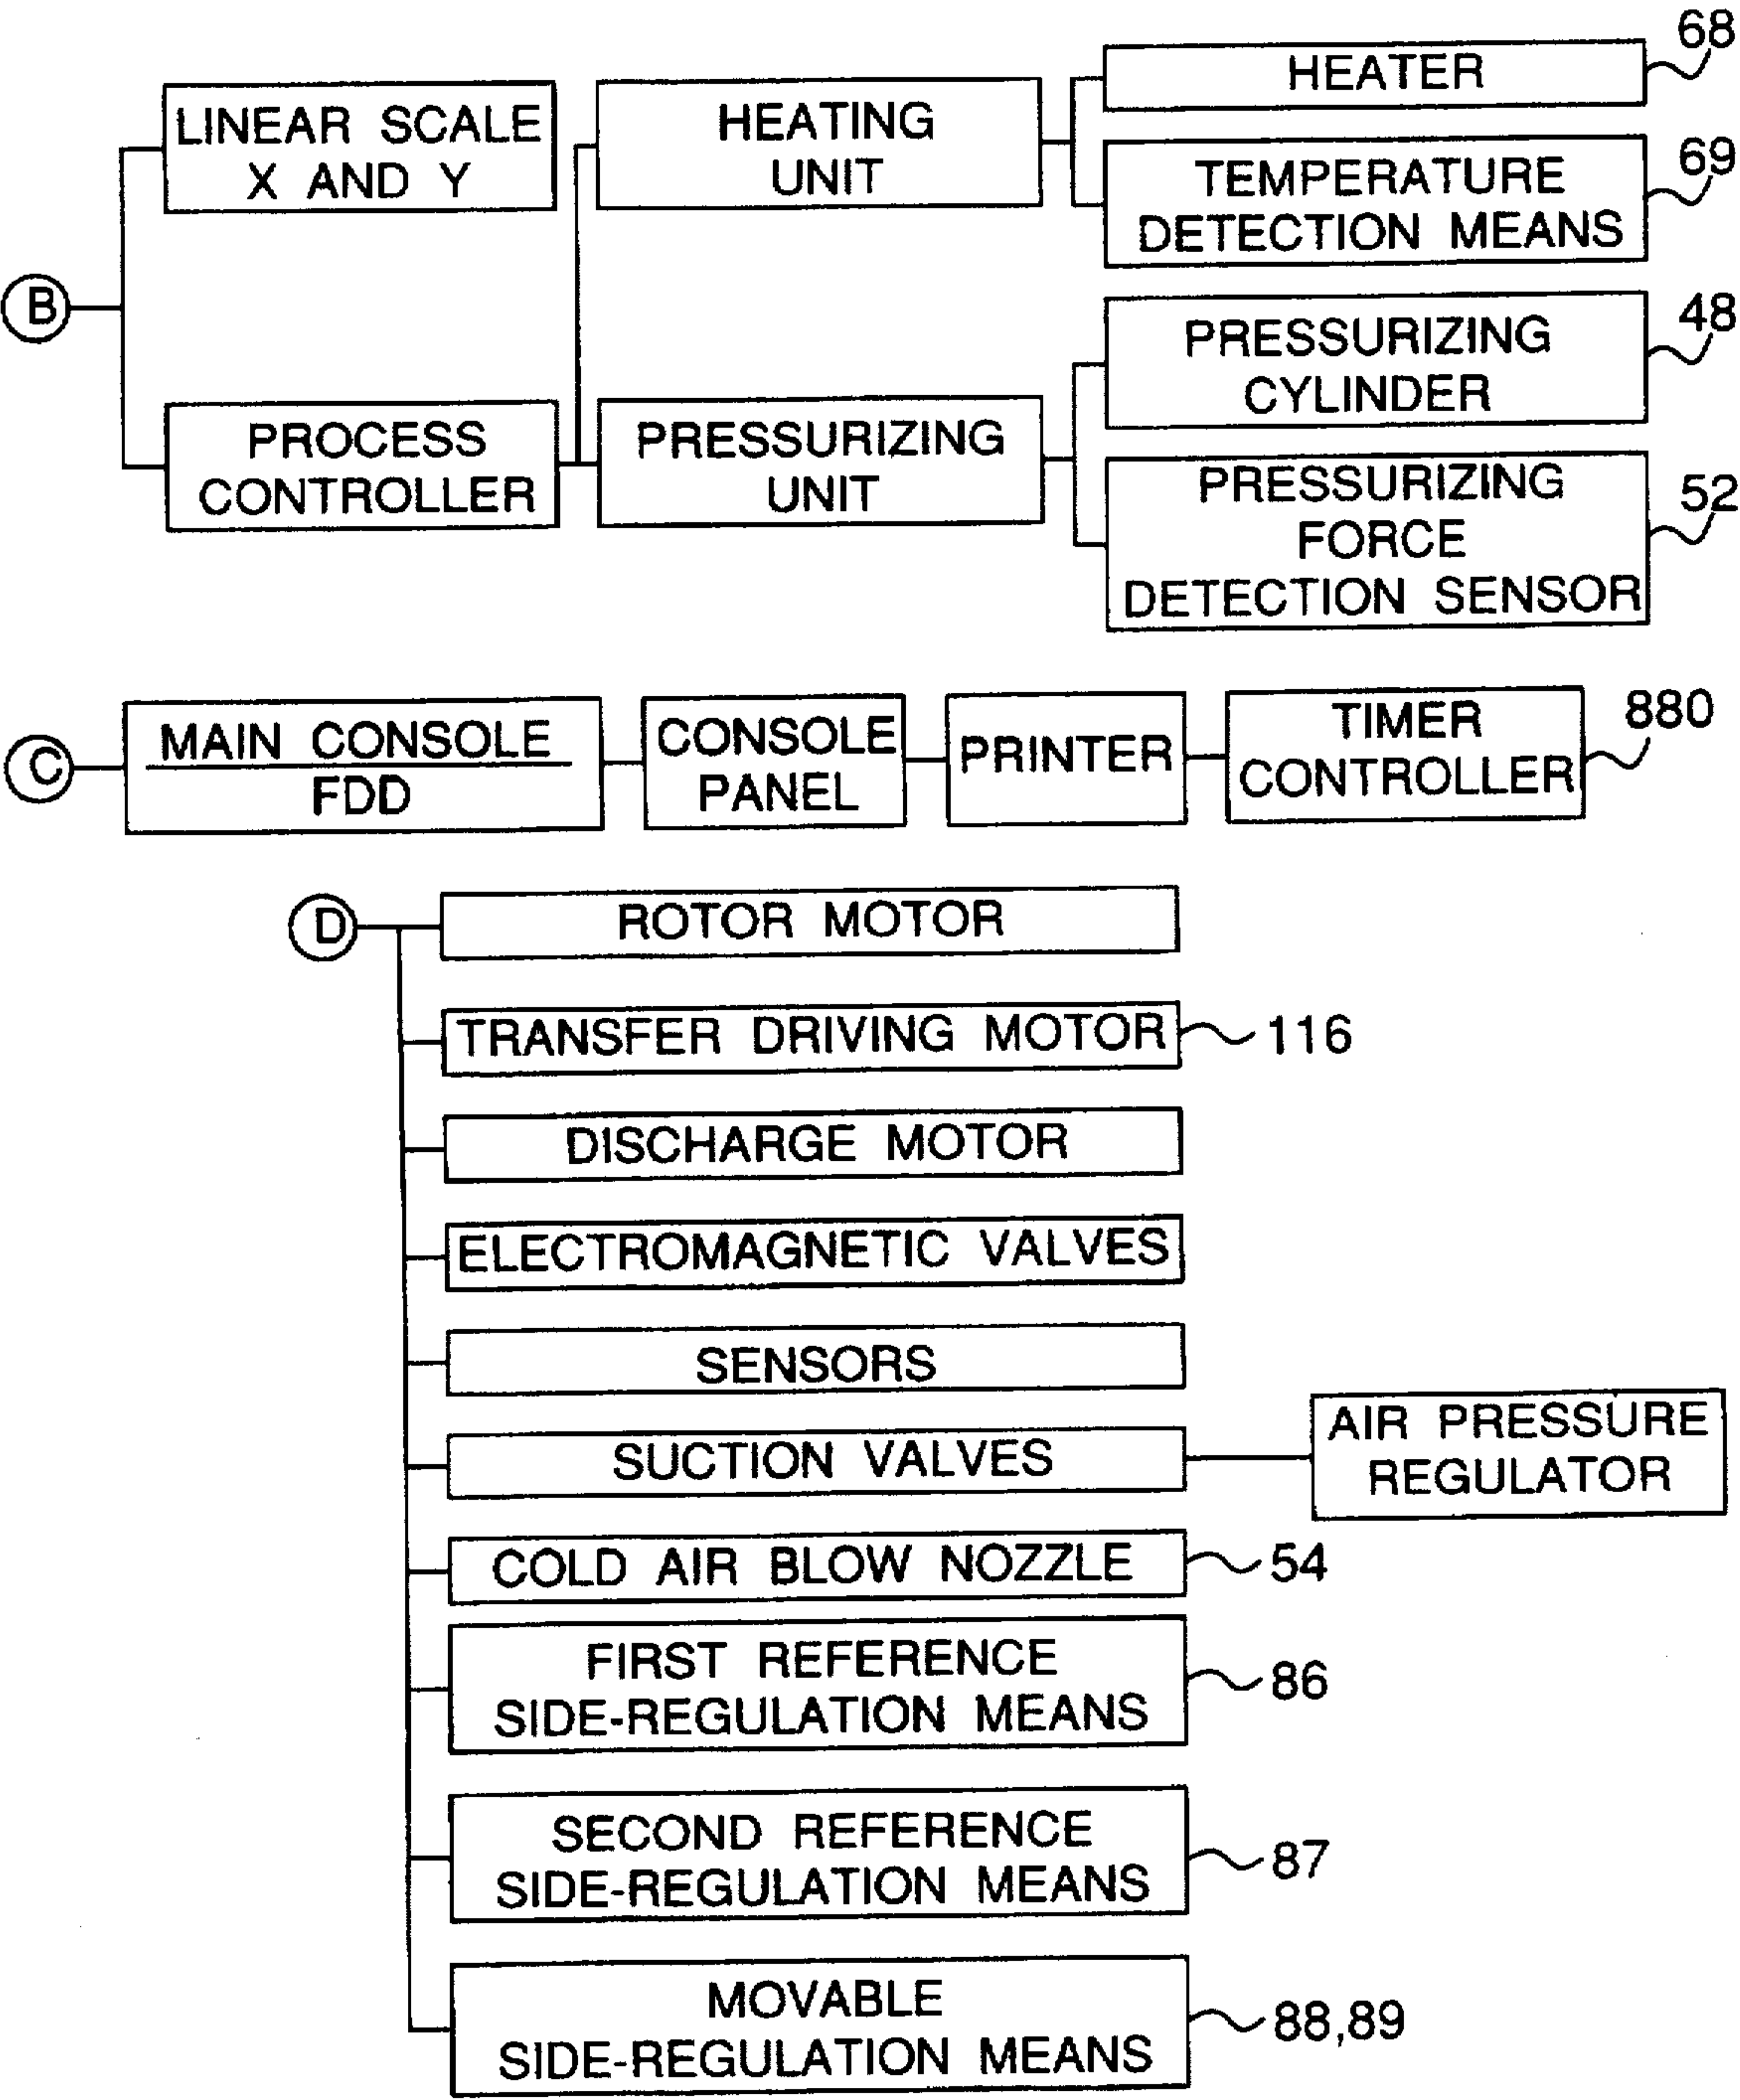 B
LINEAR SCALE
X AND Y
PROCESS
CONTROLLER
HEATING
UNIT
PRESSURIZING
UNIT
HEATER
68
TEMPERATURE
DETECTION MEANS
69
PRESSURIZING
CYLINDER
48
PRESSURIZING
FORCE
DETECTION SENSOR
52
C
MAIN CONSOLE
FDD
CONSOLE
PANEL
PRINTER
TIMER
CONTROLLER
880
D
ROTOR MOTOR
TRANSFER DRIVING MOTOR
116
DISCHARGE MOTOR
ELECTROMAGNETIC VALVES
SENSORS
SUCTION VALVES
AIR PRESSURE
REGULATOR
COLD AIR BLOW NOZZLE
54
FIRST REFERENCE
SIDE-REGULATION MEANS
86
SECOND REFERENCE
SIDE-REGULATION MEANS
87
MOVABLE
SIDE-REGULATION MEANS
88,89